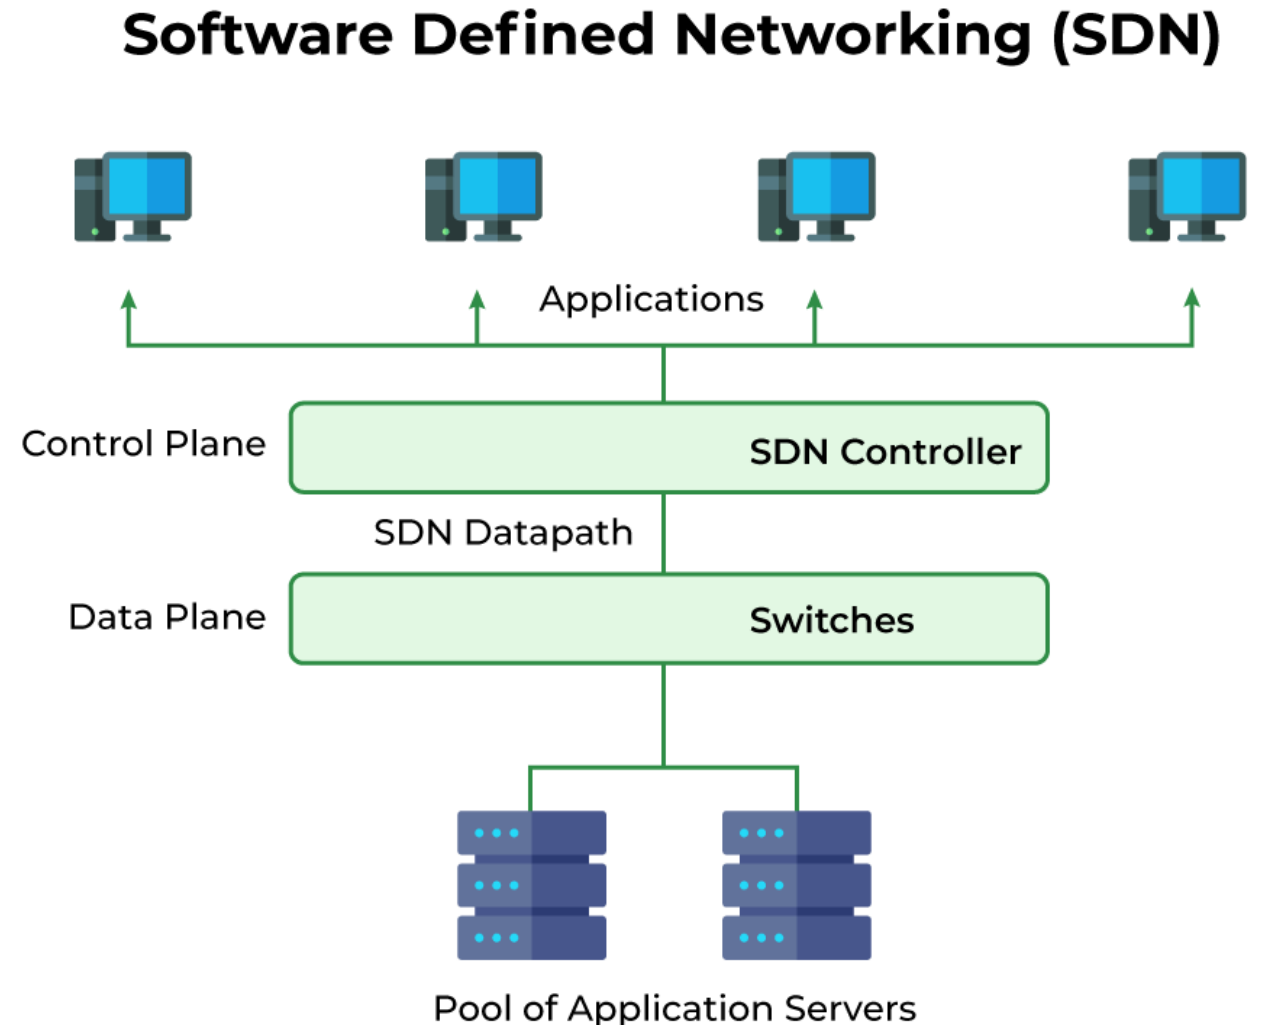 Software Defined Networking (SDN)
Applications
Control Plane
SDN Controller
SDN Datapath
Data Plane
Switches
Pool of Application Servers